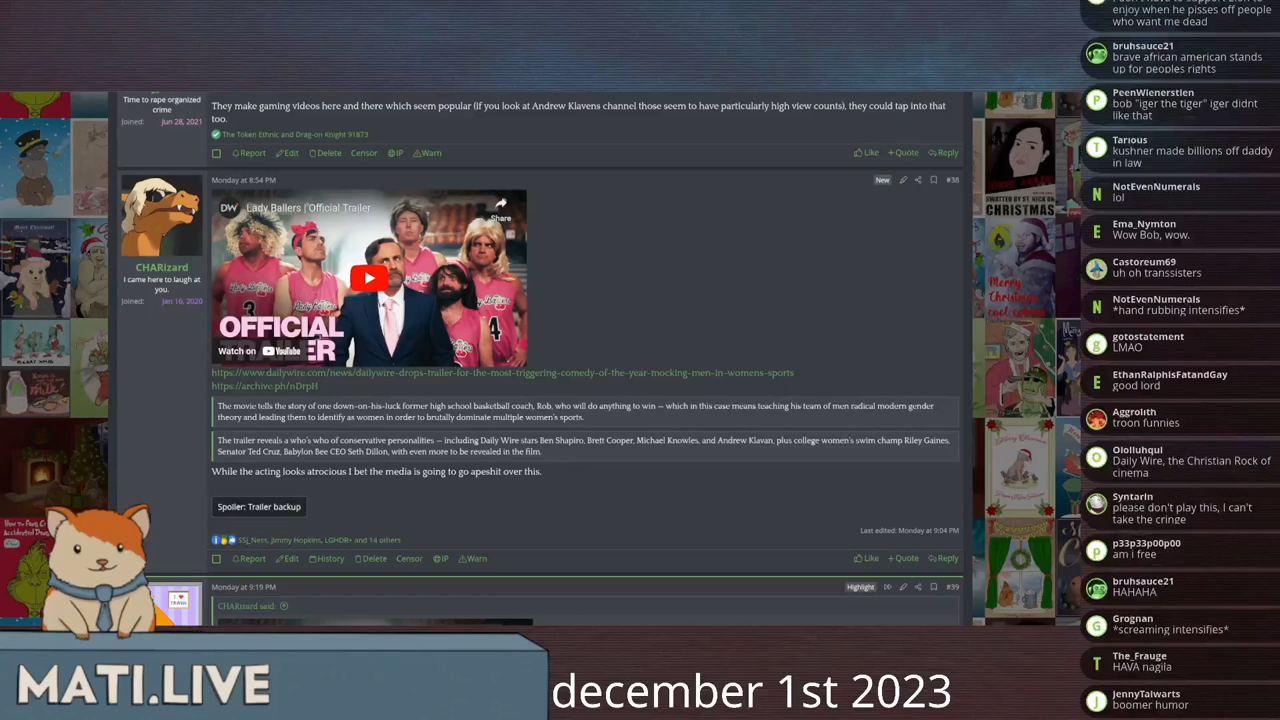 Time to rape organized
crime
Joined: Jun 28, 2021
They make gaming videos here and there which seem popular (if you look at Andrew Klavens channel those seem to have particularly high view counts), they could tap into that
too.
The Token Ethnic and Drag-on Knight 91873
Report Edit Delete Censor IP Warn
Like +Quote Reply
Monday at 8:54 PM
New #38
CHARizard
I came here to laugh at
you.
Joined: Jan 16, 2020
DW Lady Ballers | Official Trailer
Share
OFFICIAL
TRAILER
Watch on YouTube
https://www.dailywire.com/news/dailywire-drops-trailer-for-the-most-triggering-comedy-of-the-year-mocking-men-in-womens-sports
https://archive.ph/nDrpH
The movie tells the story of one down-on-his-luck former high school basketball coach, Rob, who will do anything to win — which in this case means teaching his team of men radical modern gender
theory and leading them to identify as women in order to brutally dominate multiple women's sports.
The trailer reveals a who's who of conservative personalities — including Daily Wire stars Ben Shapiro, Brett Cooper, Michael Knowles, and Andrew Klavan, plus college women's swim champ Riley Gaines,
Senator Ted Cruz, Babylon Bee CEO Seth Dillon, with even more to be revealed in the film.
While the acting looks atrocious I bet the media is going to go apeshit over this.
Spoiler: Trailer backup
Last edited: Monday at 9:04 PM
SSj_Ness, Jimmy Hopkins, LGHDR+ and 14 others
Report Edit History Delete Censor IP Warn
Like +Quote Reply
Monday at 9:19 PM
Highlight #39
CHARizard said:
I ♥
TRASH
SWATTED BY ST. NICK ON
CHRISTMAS
Merry
Christmas
MATI.LIVE
december 1st 2023
enjoy when he pisses off people
who want me dead
bruhsauce21
brave african american stands
up for peoples rights
PeenWienerstien
bob "iger the tiger" iger didnt
like that
Tarious
kushner made billions off daddy
in law
NotEvenNumerals
lol
Ema_Nymton
Wow Bob, wow.
Castoreum69
uh oh transsisters
NotEvenNumerals
*hand rubbing intensifies*
gotostatement
LMAO
EthanRalphIsFatandGay
good lord
Aggrolith
troon funnies
Daily Wire, the Christian Rock of
cinema
Syntarin
please don't play this, I can't
take the cringe
p33p33p00p00
am i free
bruhsauce21
HAHAHA
Grognan
*screaming intensifies*
The_Frauge
HAVA nagila
JennyTalwarts
boomer humor